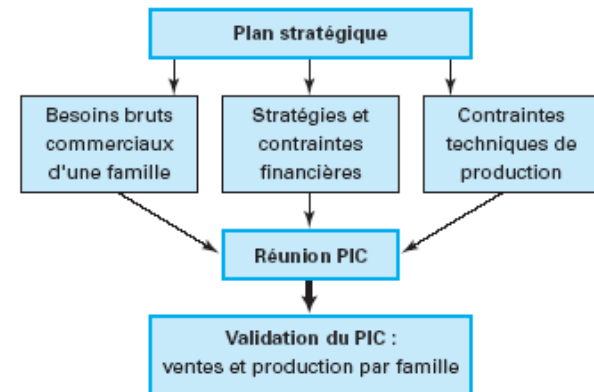 Plan stratégique
Besoins bruts
commerciaux
d'une famille
Stratégies et
contraintes
financières
Contraintes
techniques de
production
Réunion PIC
Validation du PIC :
ventes et production par famille